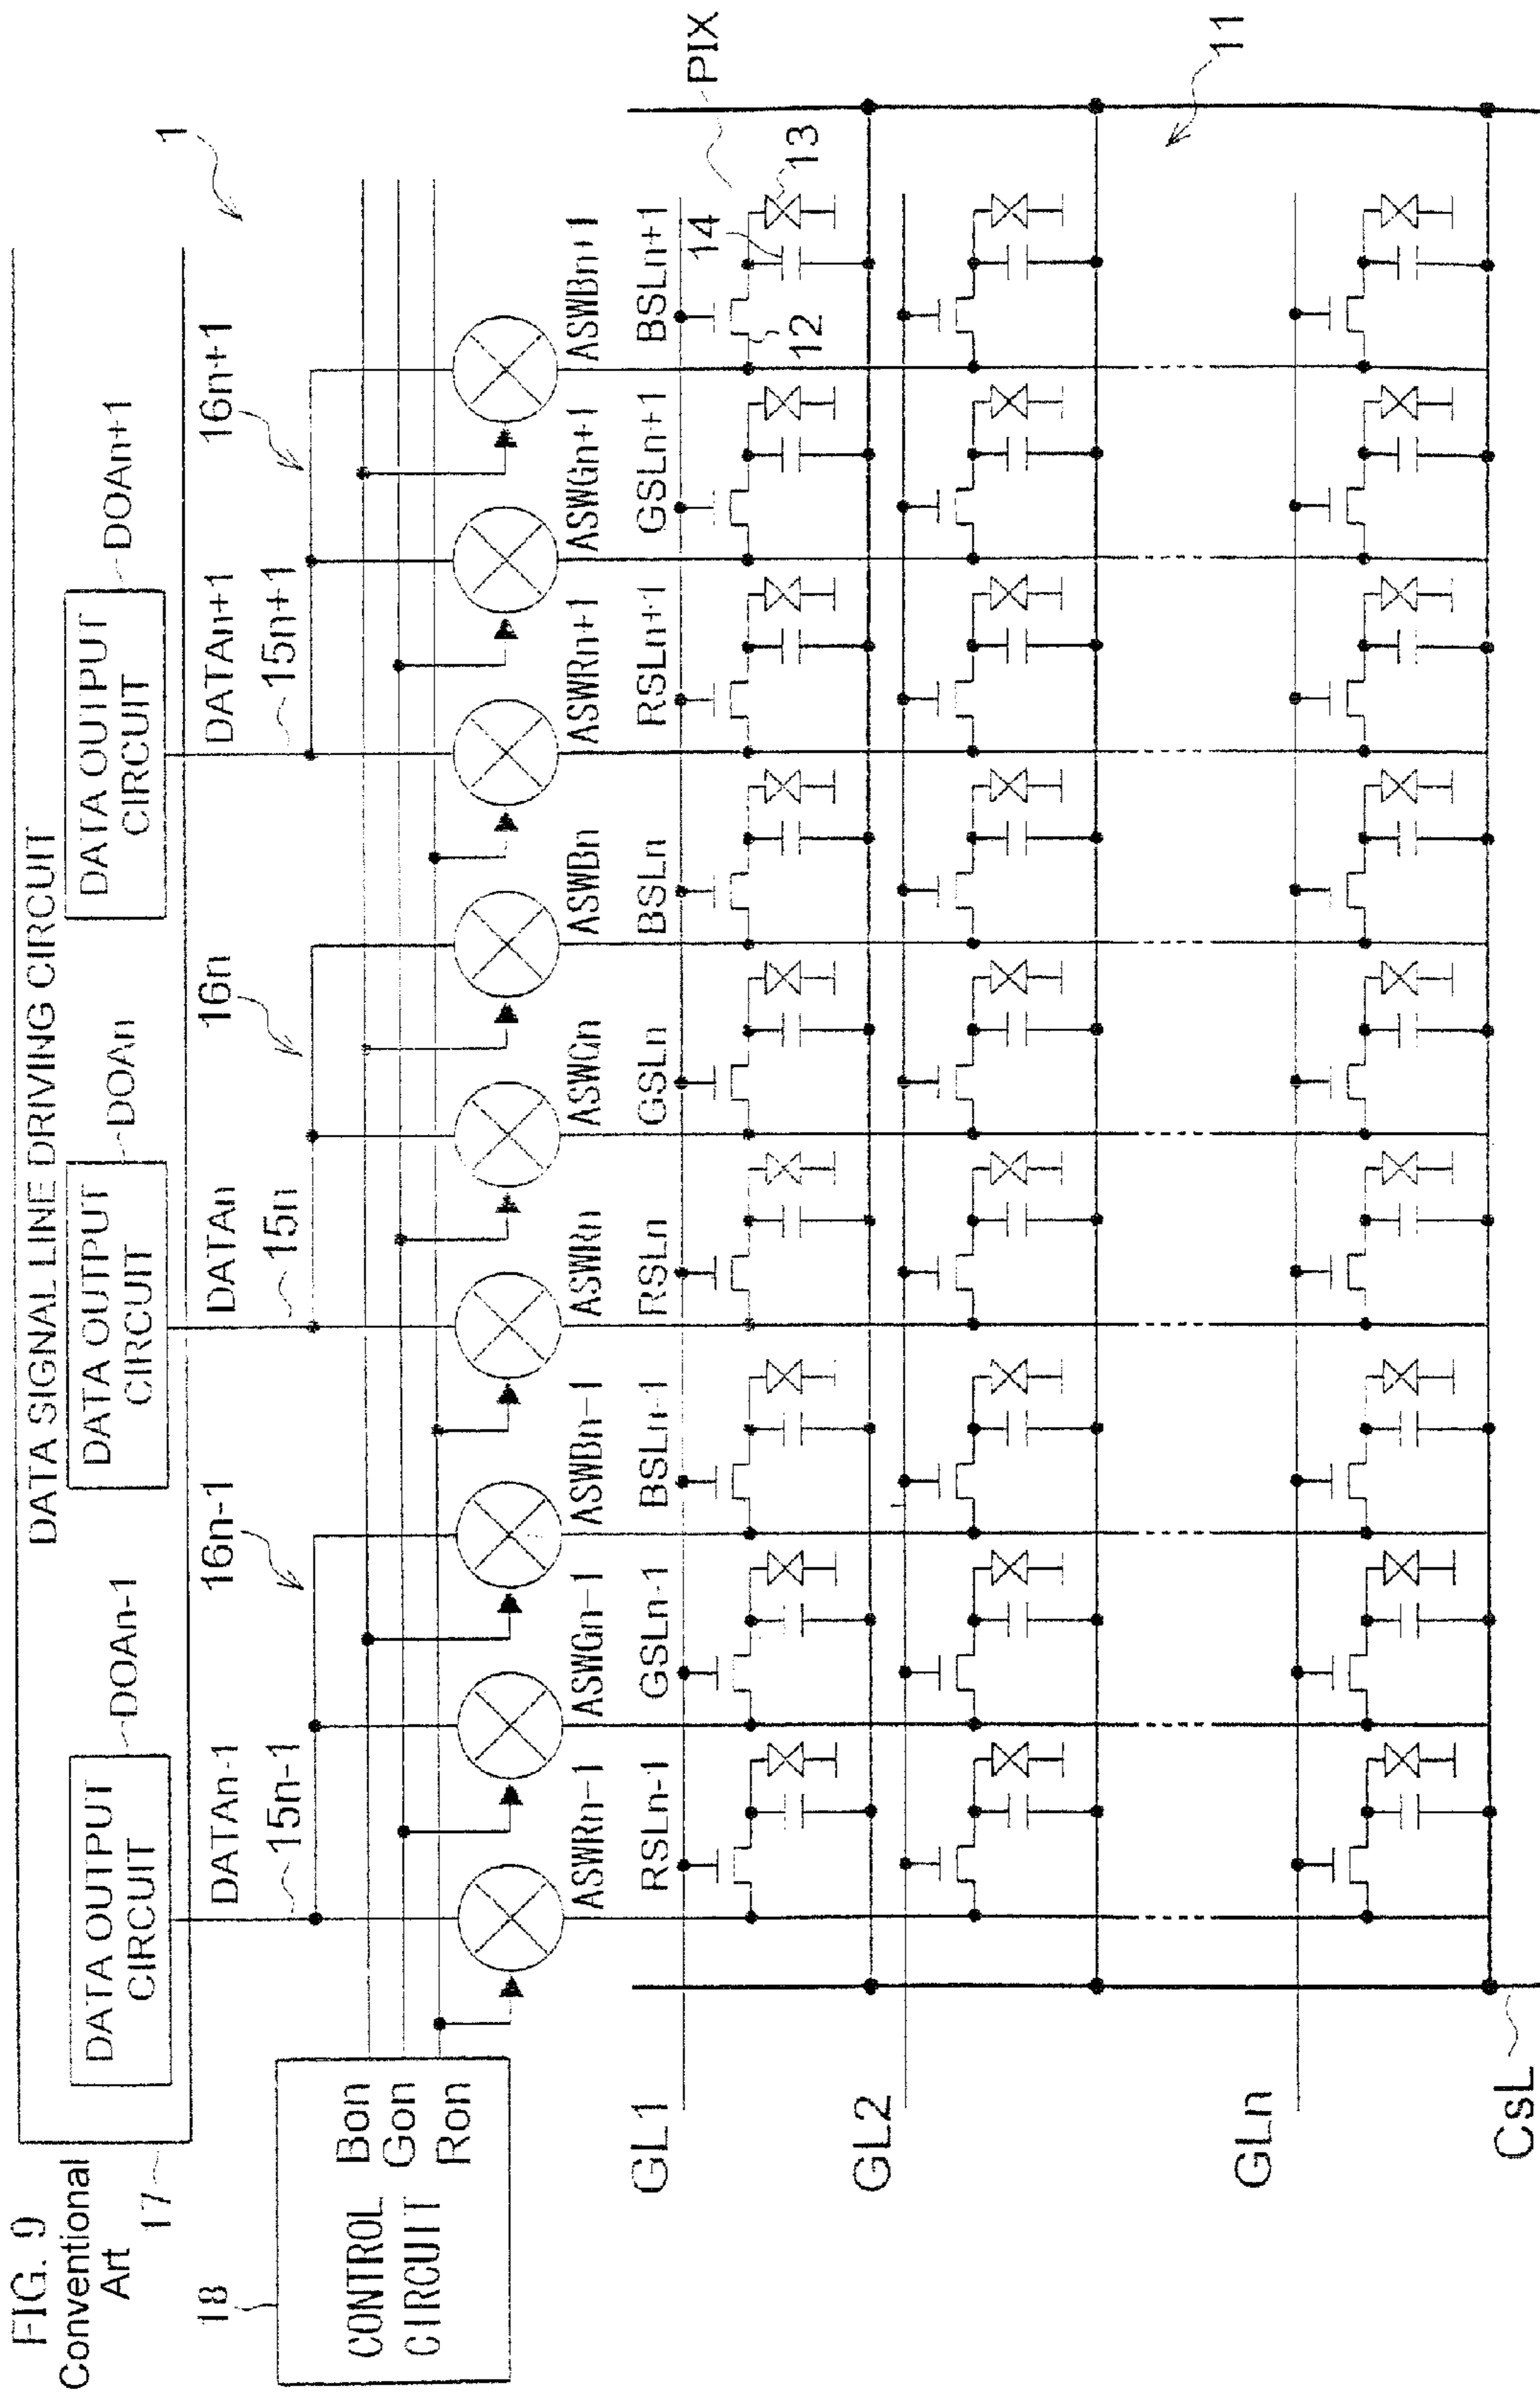 FIG. 9
Conventional
Art
17
DATA SIGNAL LINE DRIVING CIRCUIT
1
DATA OUTPUT
CIRCUIT
DOAn-1
DATA OUTPUT
CIRCUIT
DOAn
DATA OUTPUT
CIRCUIT
DOAn+1
DATAn-1
15n-1
16n-1
DATAn
15n
16n
DATAn+1
15n+1
16n+1
18
CONTROL
CIRCUIT
Bon
Gon
Ron
ASWRn-1
ASWGn-1
ASWBn-1
ASWRn
ASWGn
ASWBn
ASWRn+1
ASWGn+1
ASWBn+1
RSLn-1
GSLn-1
BSLn-1
RSLn
GSLn
BSLn
RSLn+1
GSLn+1
BSLn+1
PIX
GL1
12
14
13
GL2
11
GLn
CsL